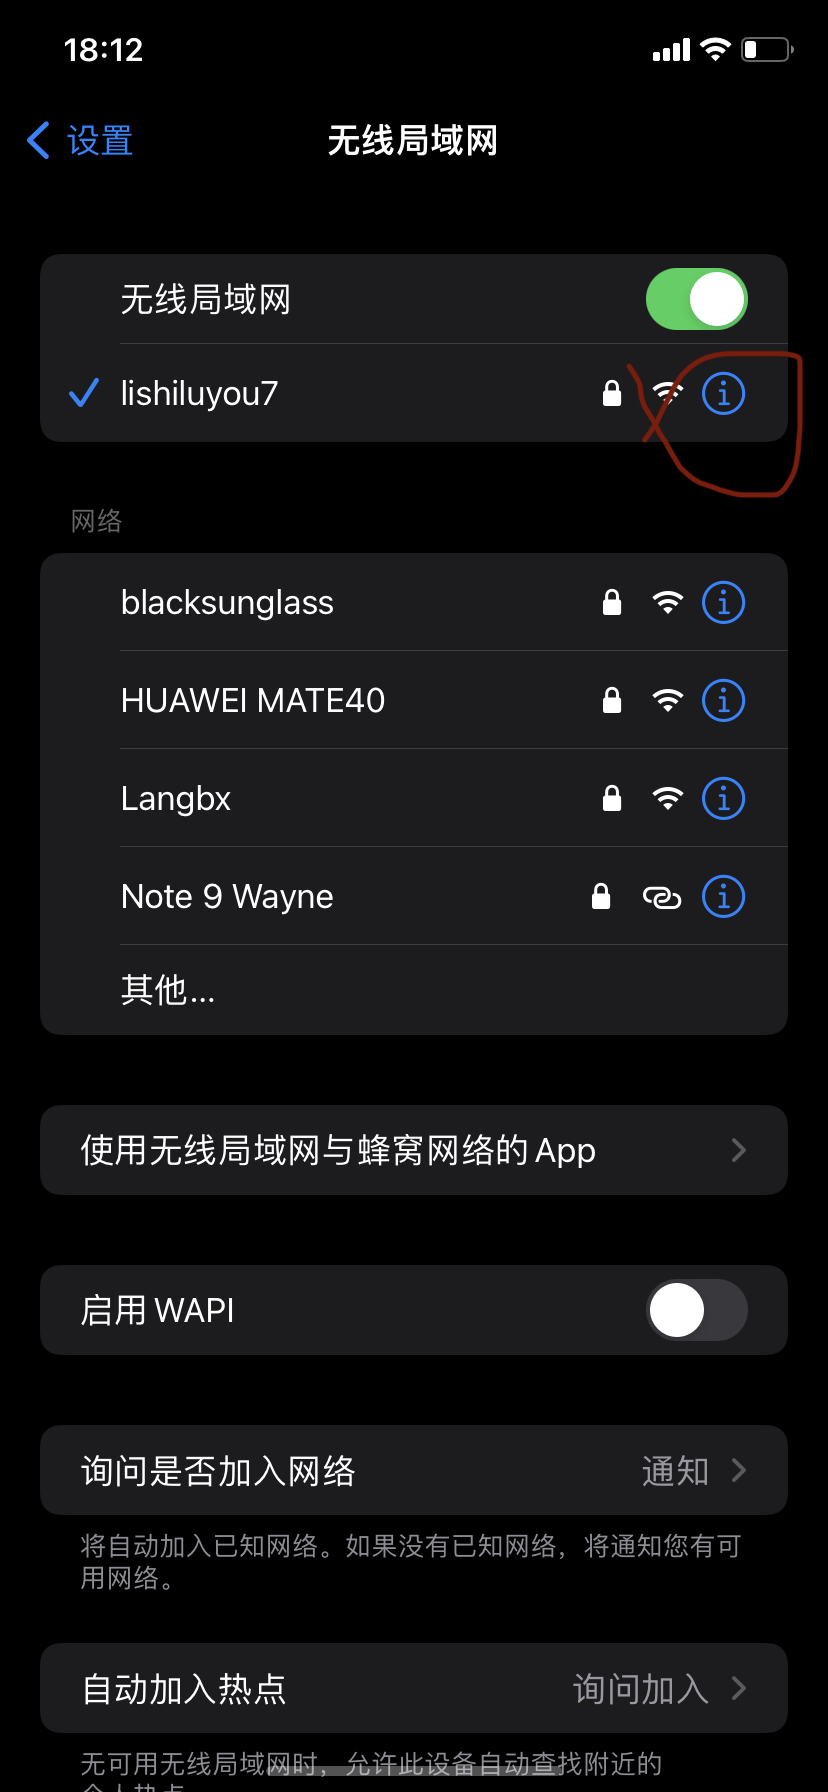 18:12
设置
无线局域网
无线局域网
lishiluyou7
网络
blacksunglass
HUAWEI MATE40
Langbx
Note 9 Wayne
其他...
使用无线局域网与蜂窝网络的 App
启用 WAPI
询问是否加入网络 通知
将自动加入已知网络。如果没有已知网络，将通知您有可
用网络。
自动加入热点 询问加入
无可用无线局域网时，允许此设备自动查找附近的
个人热点